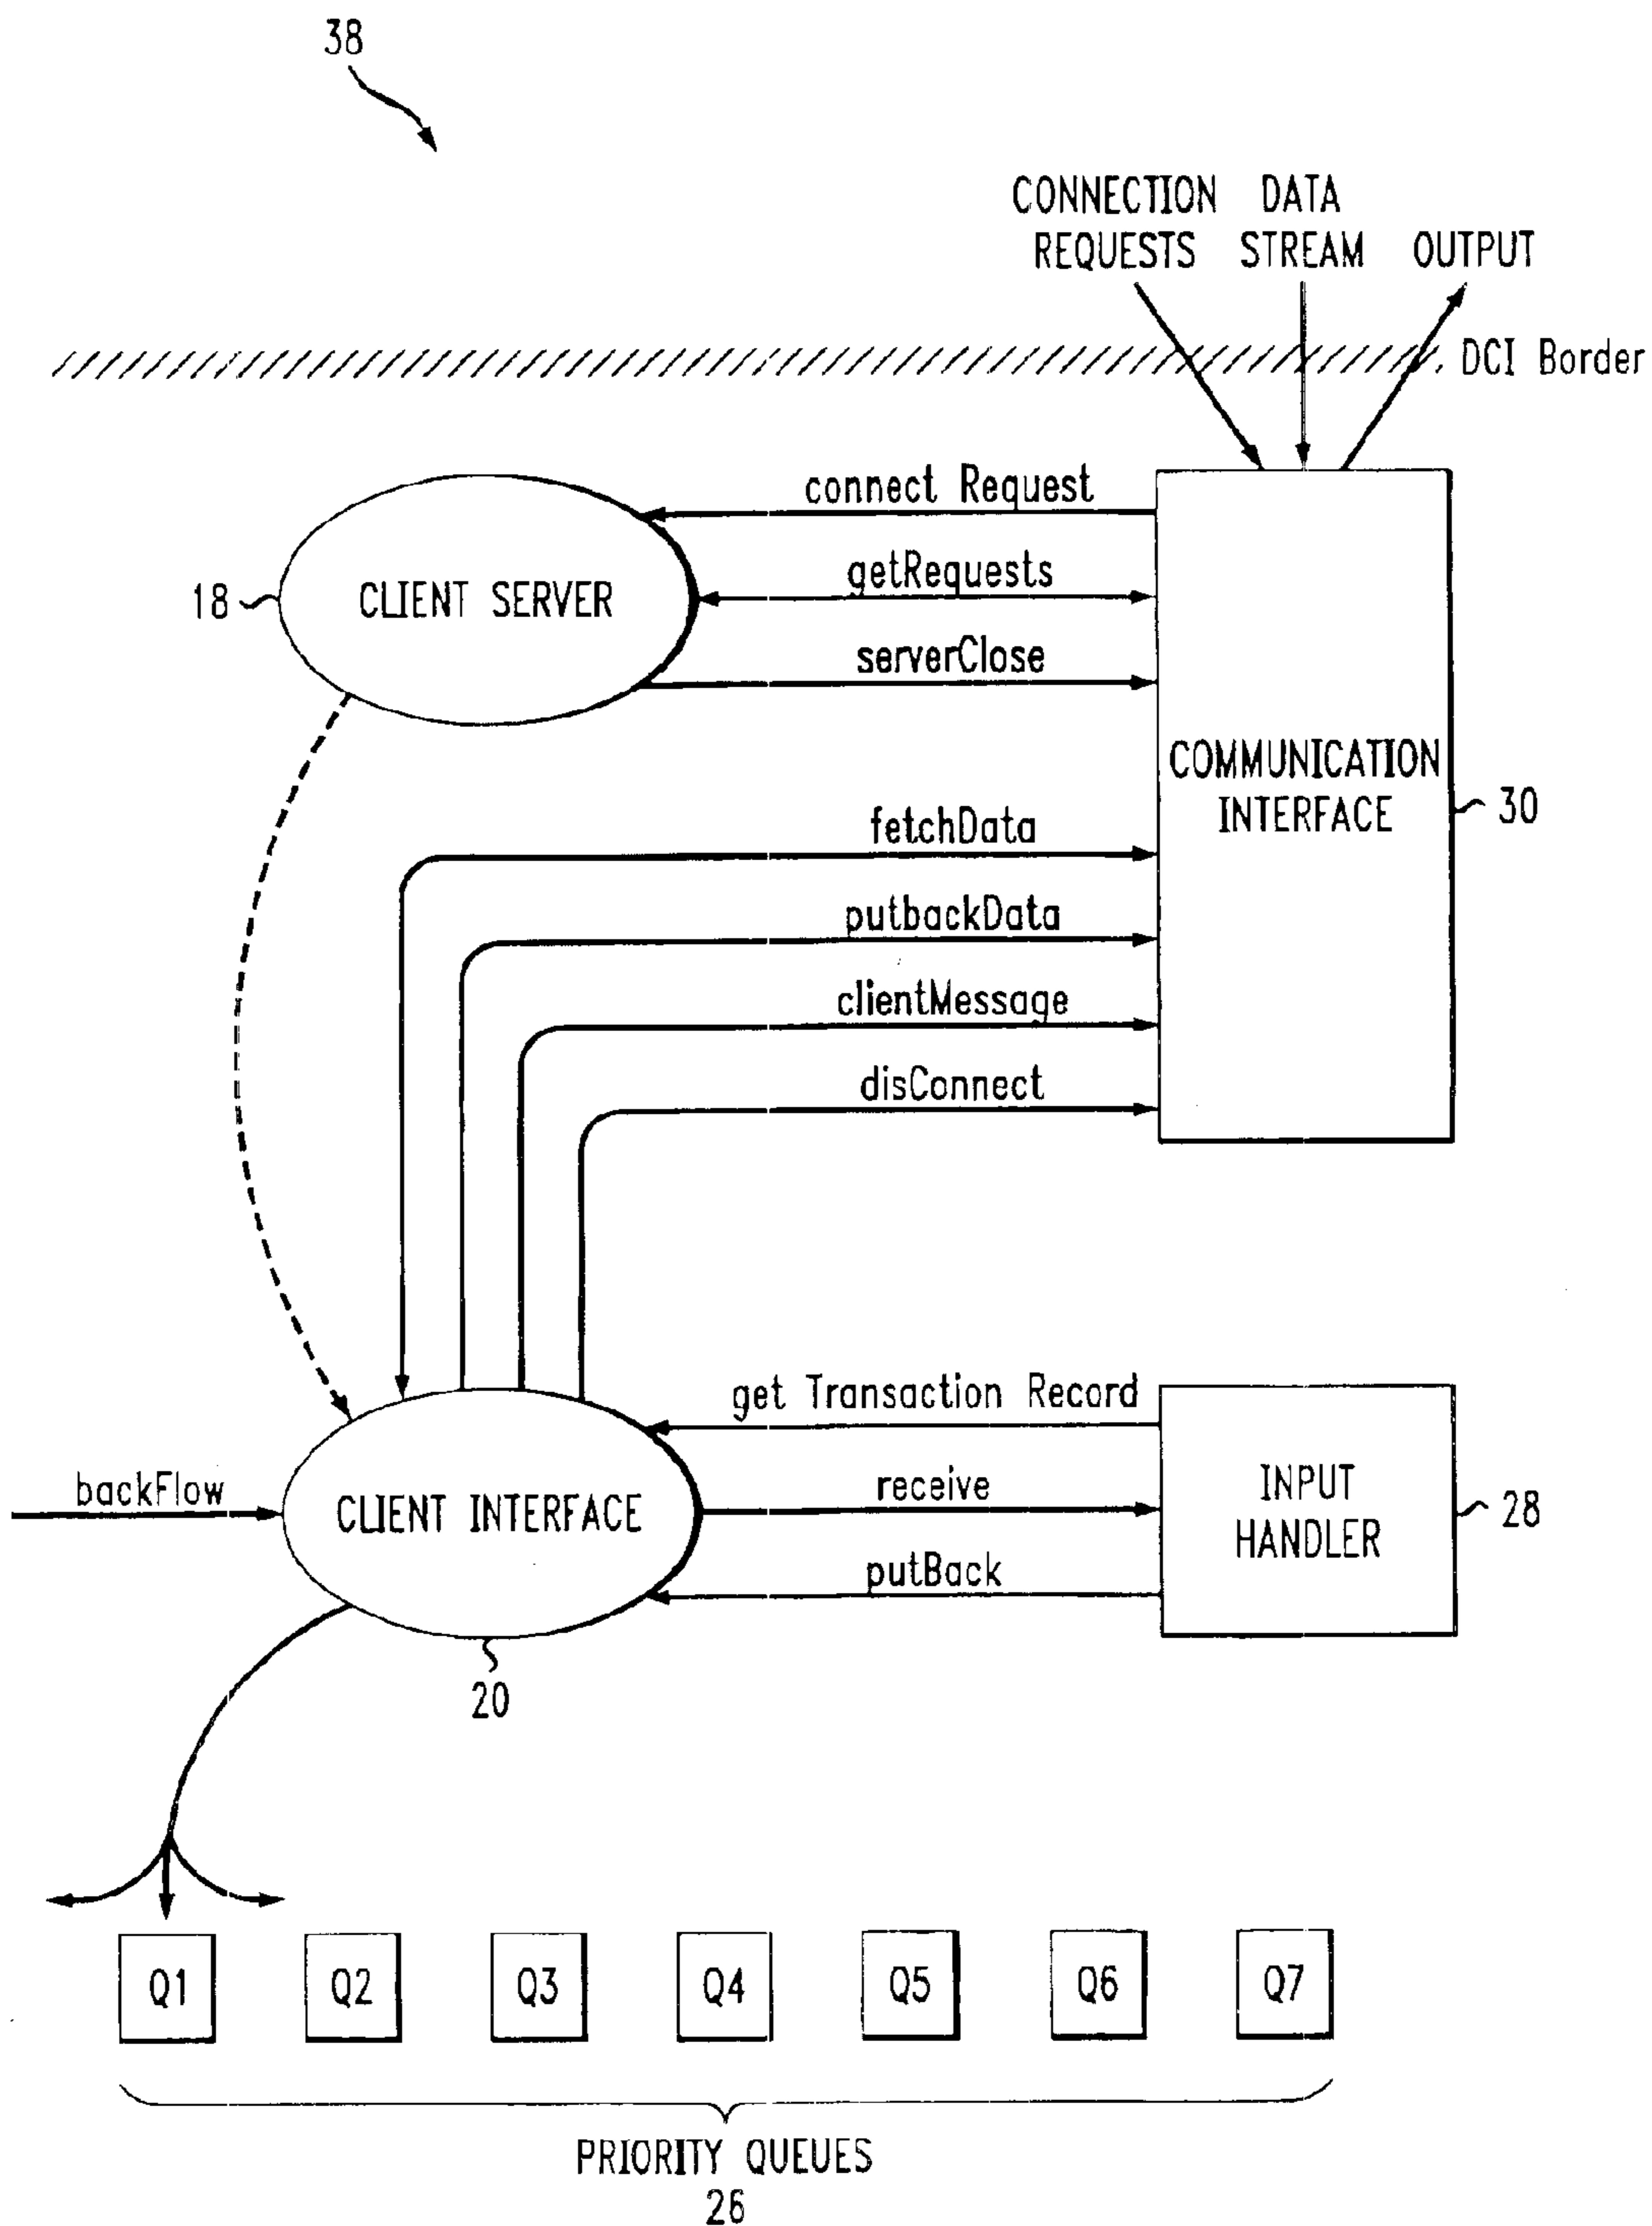 38
CONNECTION DATA
REQUESTS STREAM OUTPUT
DCI Border
connect Request
getRequests
18 CLIENT SERVER
serverClose
COMMUNICATION
INTERFACE 30
fetchData
putbackData
clientMessage
disConnect
get Transaction Record
backFlow
CLIENT INTERFACE
receive
INPUT
HANDLER 28
putBack
20
Q1 Q2 Q3 Q4 Q5 Q6 Q7
PRIORITY QUEUES
26